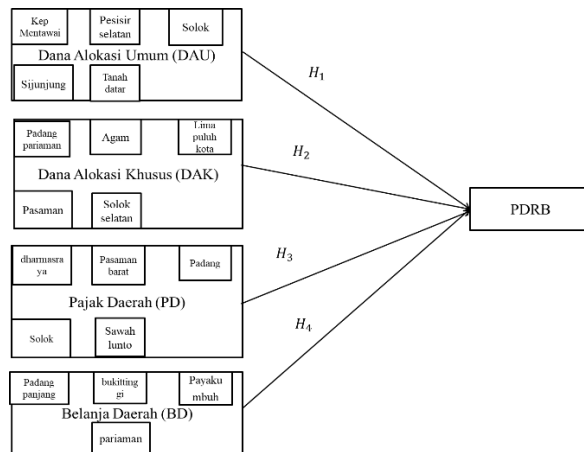 Kep
Mentawai
Pesisir
selatan
Solok
Dana Alokasi Umum (DAU)
Sijunjung
Tanah
datar
Padang
pariaman
Agam
Lima
puluh
kota
Dana Alokasi Khusus (DAK)
Pasaman
Solok
selatan
dharmasra
ya
Pasaman
barat
Padang
Pajak Daerah (PD)
Solok
Sawah
lunto
Padang
panjang
bukitting
gi
Payaku
mbuh
Belanja Daerah (BD)
pariaman
H1
H2
H3
H4
PDRB